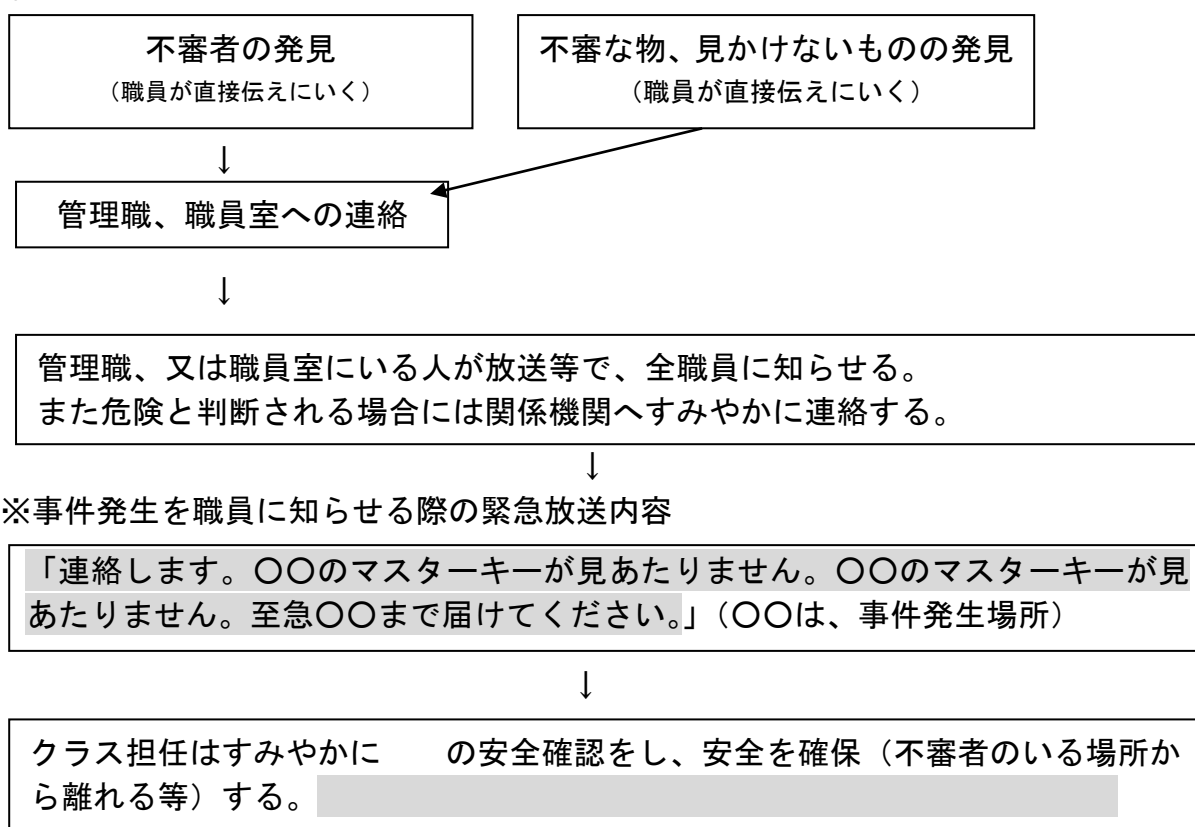 不審者の発見
(職員が直接伝えにいく)
不審な物、見かけないものの発見
(職員が直接伝えにいく)
↓
管理職、職員室への連絡
↓
管理職、又は職員室にいる人が放送等で、全職員に知らせる。
また危険と判断される場合には関係機関へすみやかに連絡する。
↓
※事件発生を職員に知らせる際の緊急放送内容
「連絡します。〇〇のマスターキーが見あたりません。〇〇のマスターキーが見
あたりません。至急〇〇まで届けてください。」(〇〇は、事件発生場所)
↓
クラス担任はすみやかに　　の安全確認をし、安全を確保(不審者のいる場所か
ら離れる等)する。